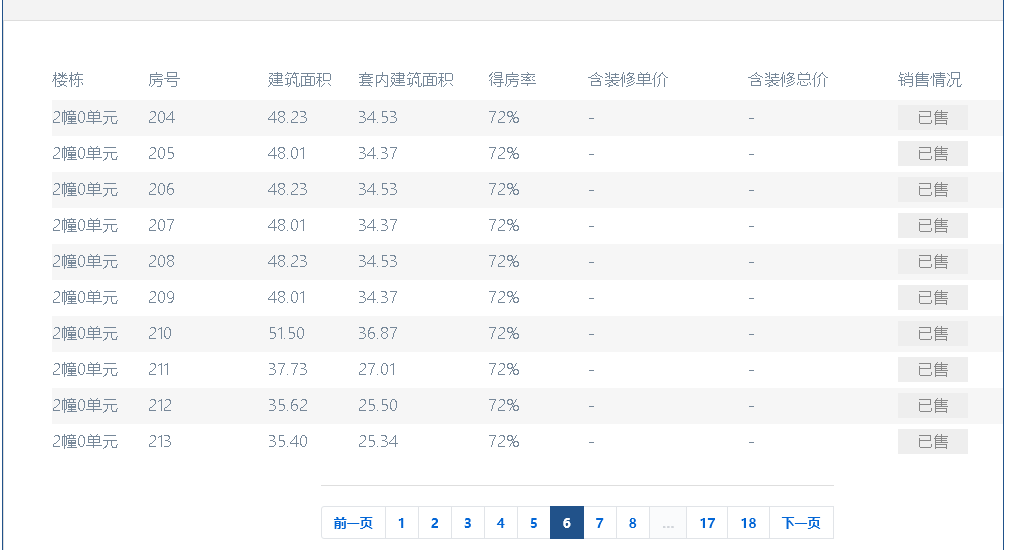 楼栋 房号 建筑面积 套内建筑面积 得房率 含装修单价 含装修总价 销售情况
2幢0单元 204 48.23 34.53 72% - - 已售
2幢0单元 205 48.01 34.37 72% - - 已售
2幢0单元 206 48.23 34.53 72% - - 已售
2幢0单元 207 48.01 34.37 72% - - 已售
2幢0单元 208 48.23 34.53 72% - - 已售
2幢0单元 209 48.01 34.37 72% - - 已售
2幢0单元 210 51.50 36.87 72% - - 已售
2幢0单元 211 37.73 27.01 72% - - 已售
2幢0单元 212 35.62 25.50 72% - - 已售
2幢0单元 213 35.40 25.34 72% - - 已售
前一页 1 2 3 4 5 6 7 8 ... 17 18 下一页